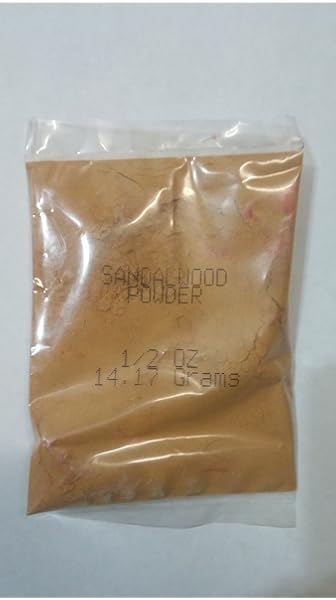 SANDALWOOD
POWDER
1/2 OZ
14.17 Grams